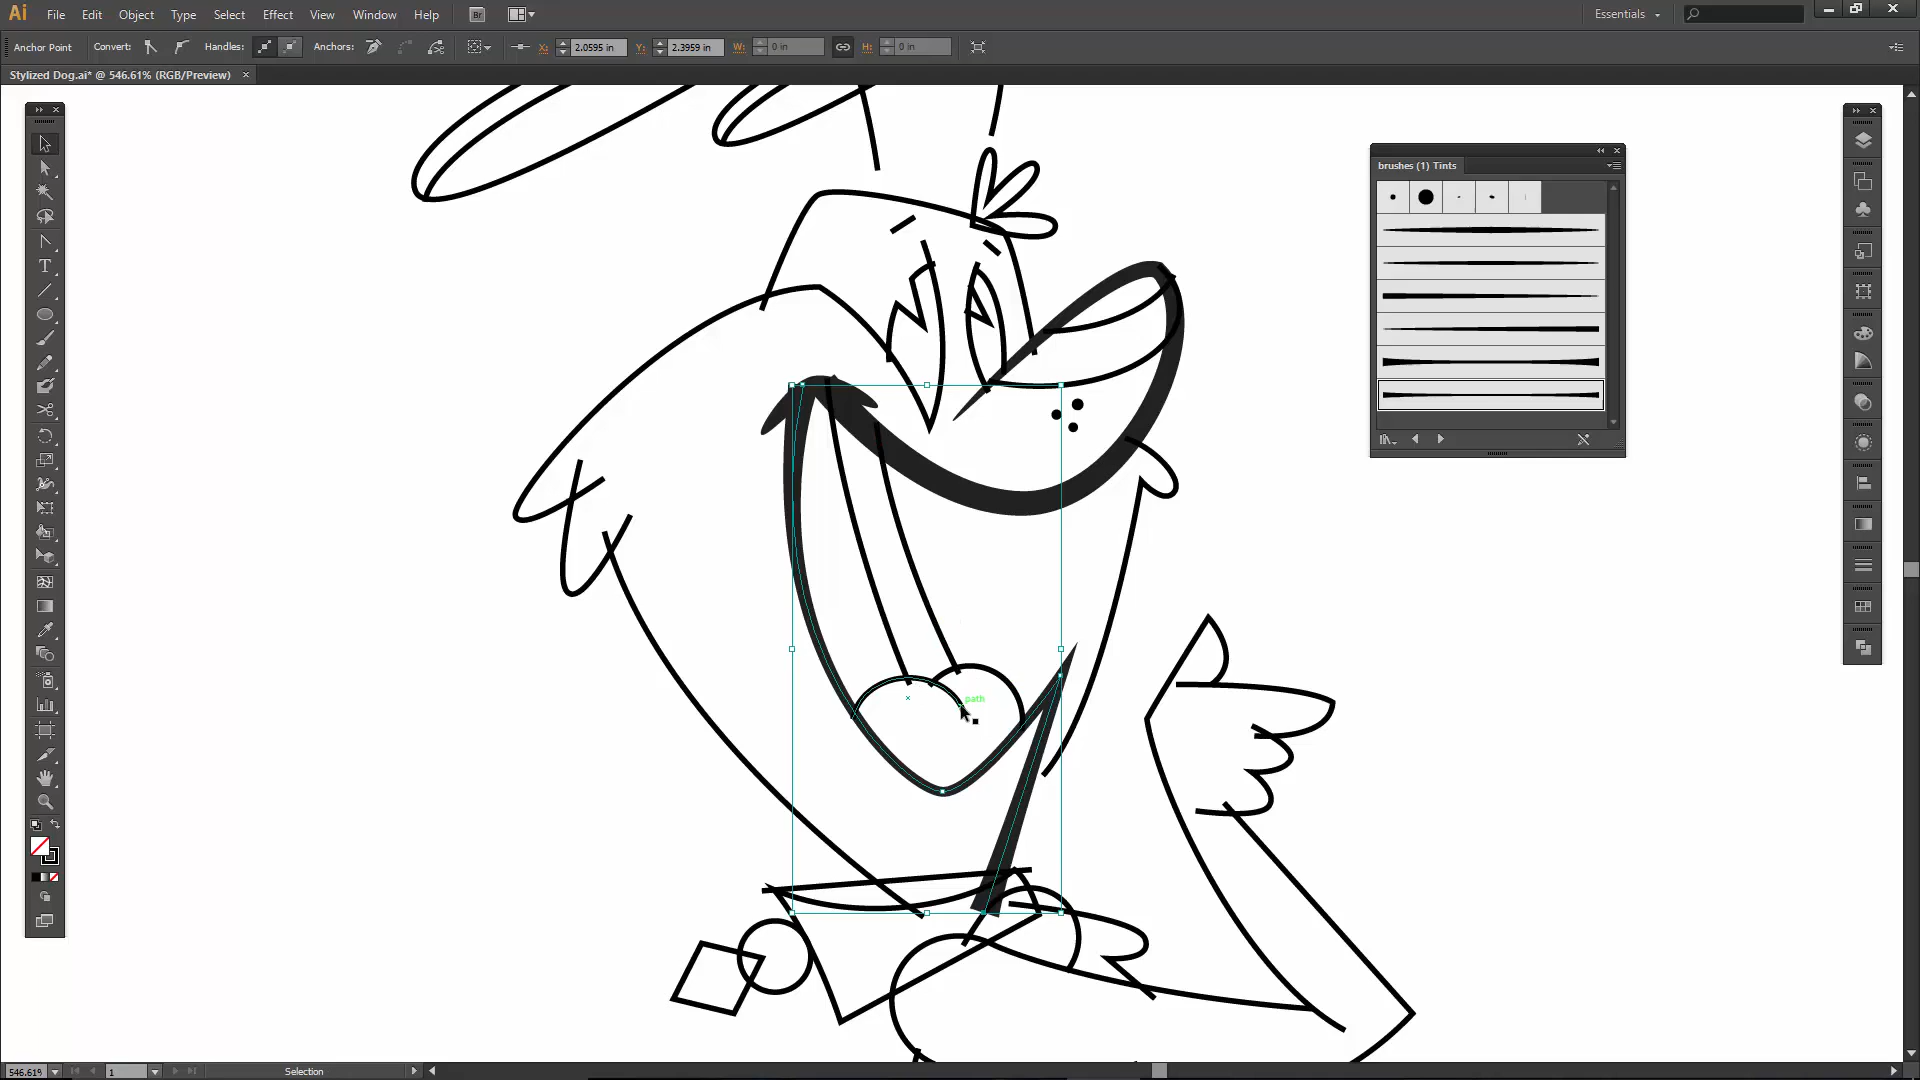 Ai File Edit Object Type Select Effect View Window Help Br Essentials
Anchor Point Convert: Handles: Anchors: X: 2.0595 in Y: 2.3959 in W: 0 in H: 0 in
Stylized Dog.ai* @ 546.61% (RGB/Preview)
brushes (1) Tints
T
path
546.61% 1 Selection